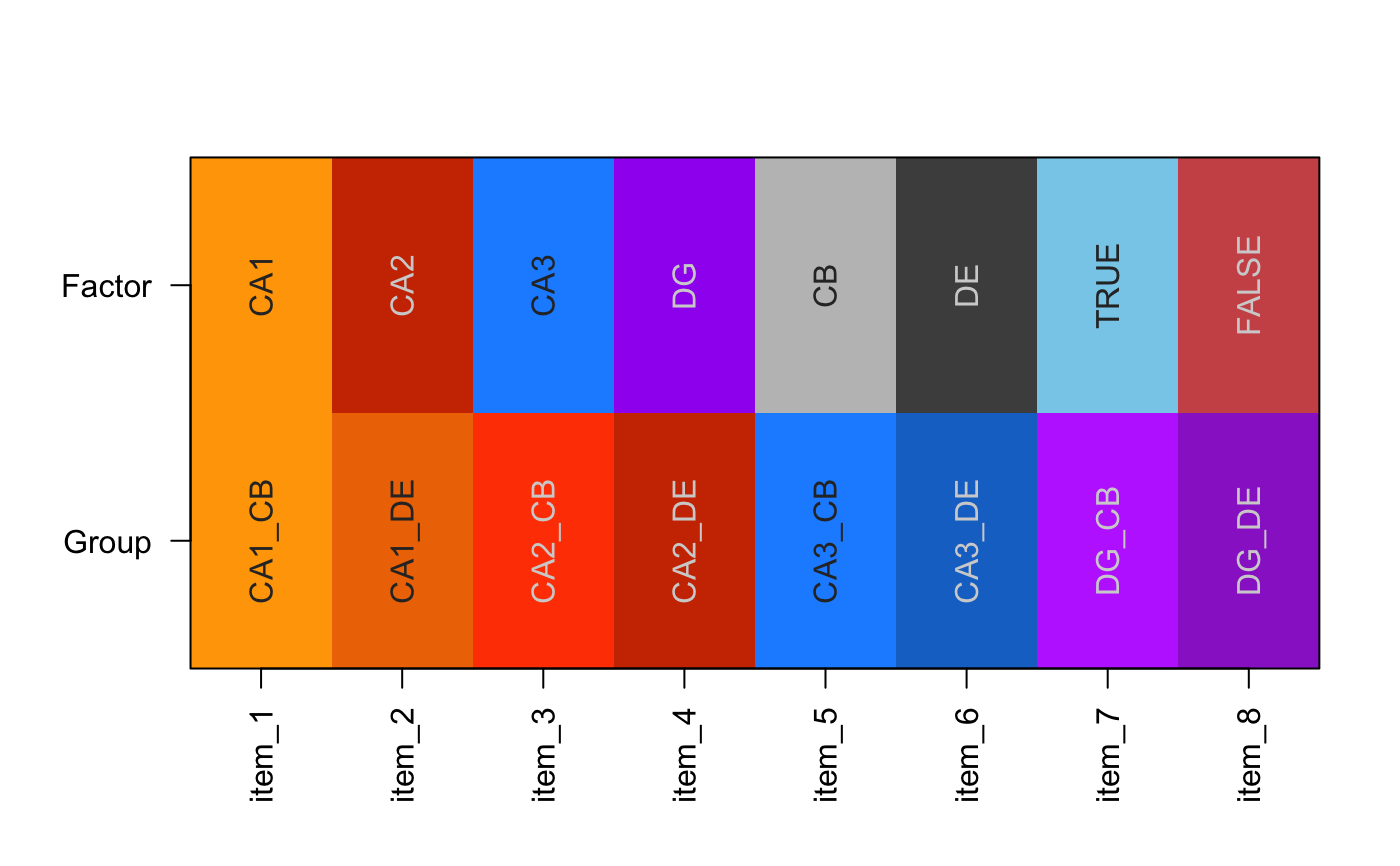 Factor
CA1
CA2
CA3
DG
CB
DE
TRUE
FALSE
Group
CA1_CB
CA1_DE
CA2_CB
CA2_DE
CA3_CB
CA3_DE
DG_CB
DG_DE
item_1
item_2
item_3
item_4
item_5
item_6
item_7
item_8